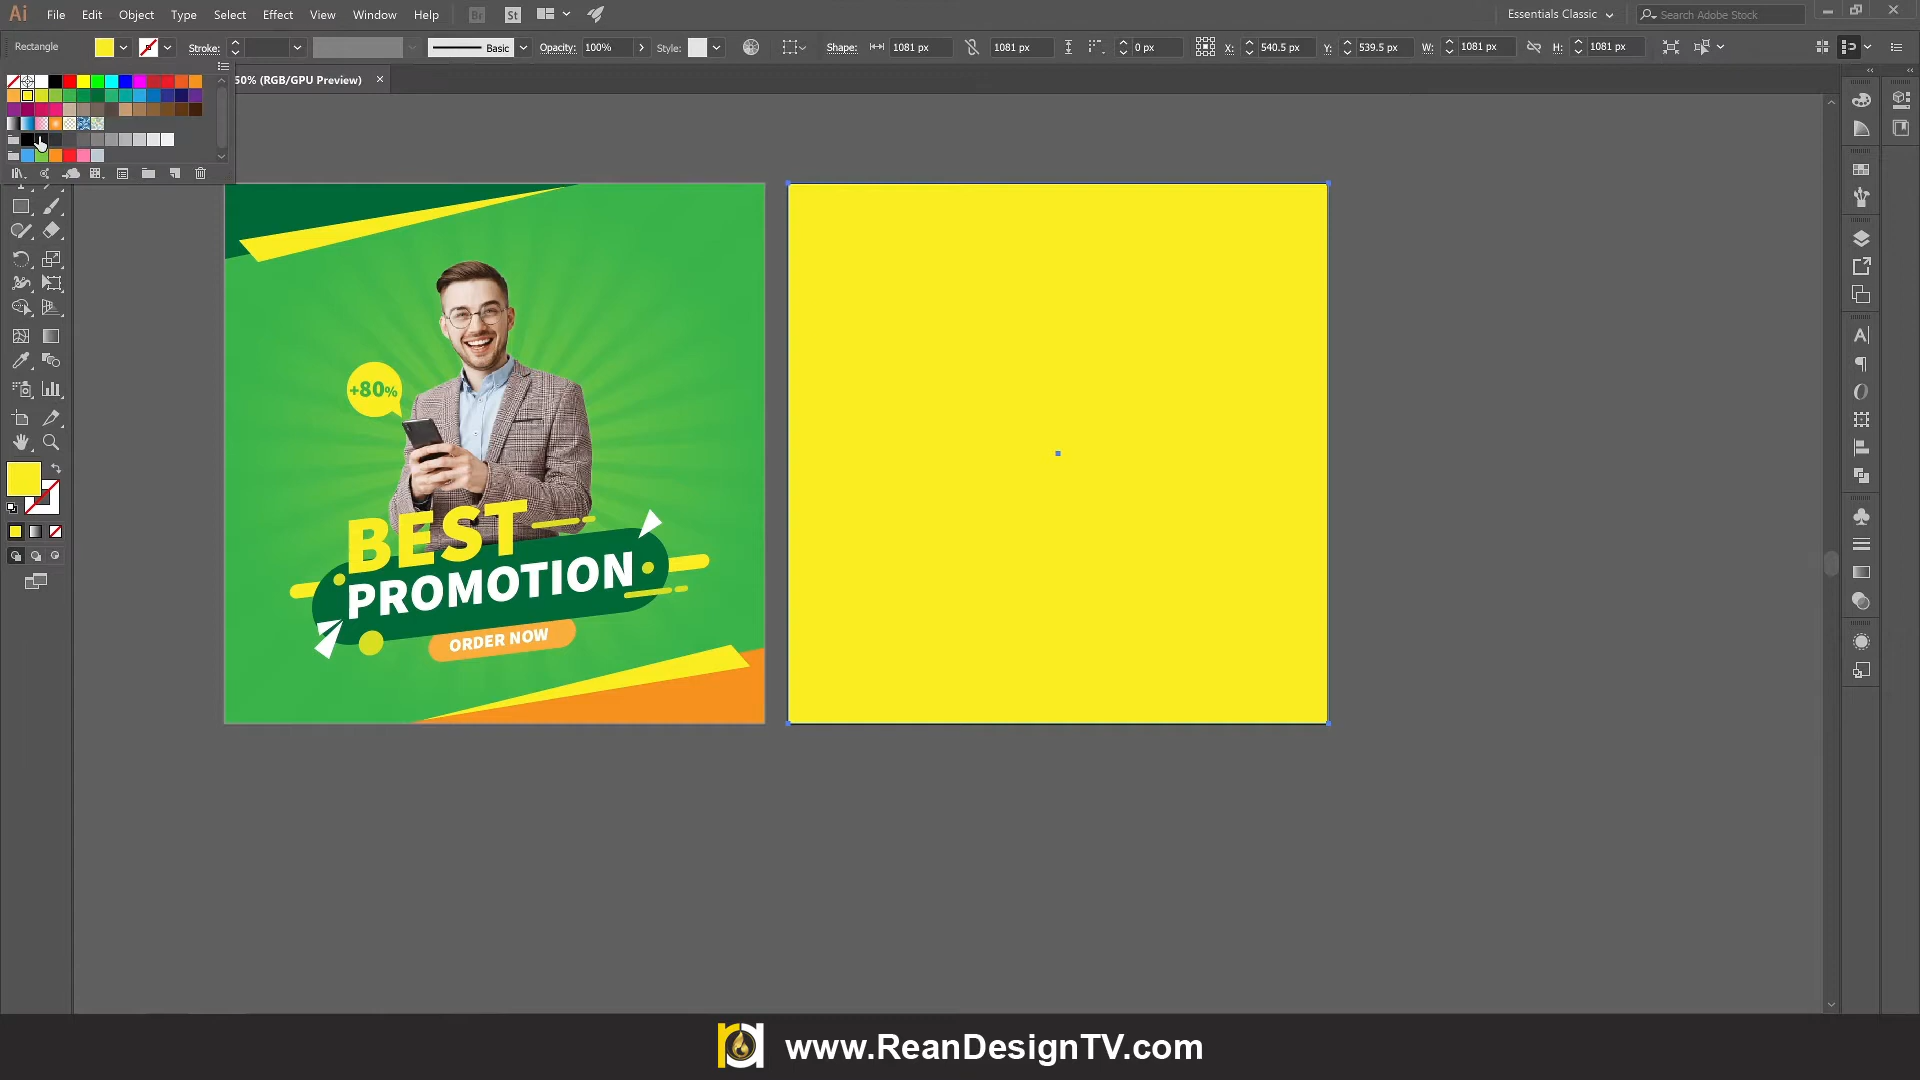 Ai File Edit Object Type Select Effect View Window Help Br St Essentials Classic Search Adobe Stock
Rectangle Stroke: Basic Opacity: 100% Style: Shape: 1081 px 1081 px 0 px X: 540.5 px Y: 539.5 px W: 1081 px H: 1081 px
50% (RGB/GPU Preview) ×
+80%
BEST
PROMOTION
ORDER NOW
www.ReanDesignTV.com